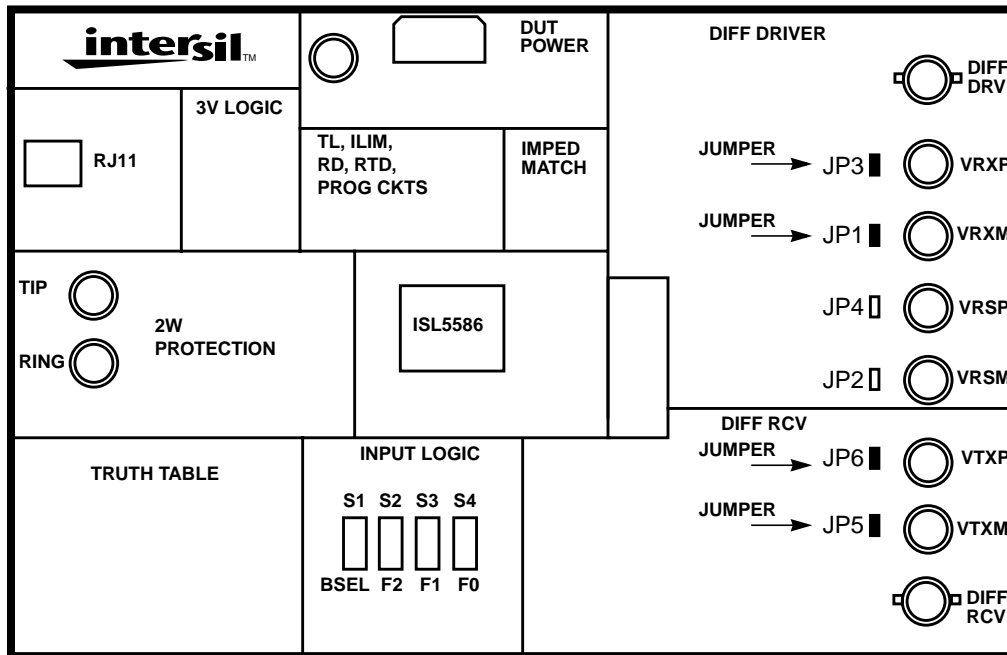 intersil TM
DUT
POWER
DIFF DRIVER
DIFF
DRV
3V LOGIC
RJ11
TL, ILIM,
RD, RTD,
PROG CKTS
IMPED
MATCH
JUMPER
JP3
VRXP
JUMPER
JP1
VRXM
TIP
RING
2W
PROTECTION
ISL5586
JP4
VRSP
JP2
VRSM
DIFF RCV
JUMPER
JP6
VTXP
JUMPER
JP5
VTXM
DIFF
RCV
TRUTH TABLE
INPUT LOGIC
S1 S2 S3 S4
BSEL F2 F1 F0